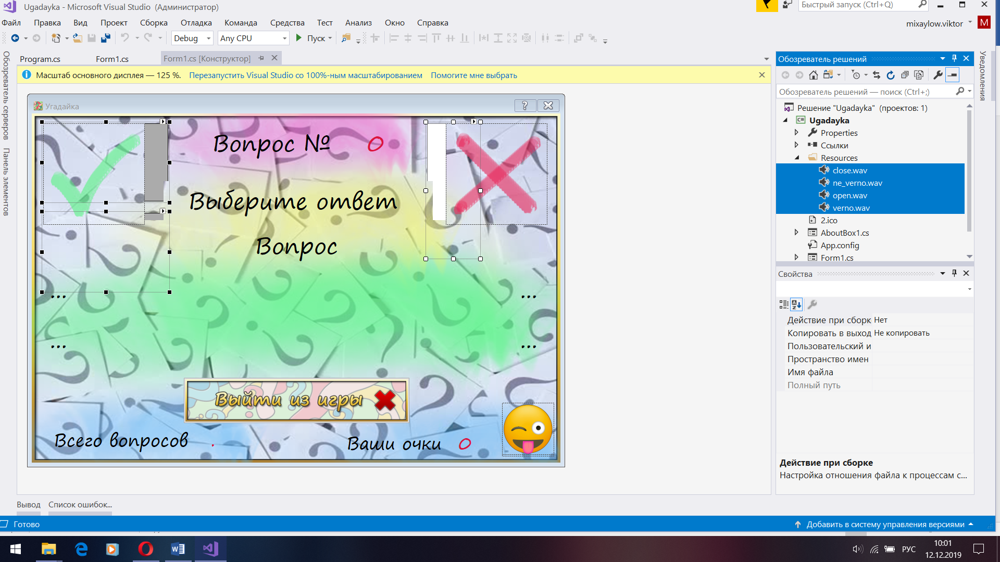 Ugadayka - Microsoft Visual Studio (Администратор)
Быстрый запуск (Ctrl+Q)
Файл Правка Вид Проект Сборка Отладка Команда Средства Тест Анализ Окно Справка
mixaylow.viktor
M
Debug Any CPU Пуск
Обозреватель серверов
Панель элементов
Program.cs Form1.cs Form1.cs [Конструктор]
Масштаб основного дисплея — 125 %. Перезапустить Visual Studio со 100%-ным масштабированием Помогите мне выбрать
Угадайка
Вопрос № 0
Выберите ответ
Вопрос
... ...
... ...
Выйти из игры
Всего вопросов .
Ваши очки 0
Обозреватель решений
Обозреватель решений — поиск (Ctrl+;)
Решение "Ugadayka" (проектов: 1)
C# Ugadayka
Properties
Ссылки
Resources
close.wav
ne_verno.wav
open.wav
verno.wav
2.ico
AboutBox1.cs
App.config
Form1.cs
Уведомления
Свойства
Действие при сборк Нет
Копировать в выход Не копировать
Пользовательский и
Пространство имен
Имя файла
Полный путь
Действие при сборке
Настройка отношения файла к процессам с...
Вывод Список ошибок...
Готово
Добавить в систему управления версиями
РУС
10:01
12.12.2019